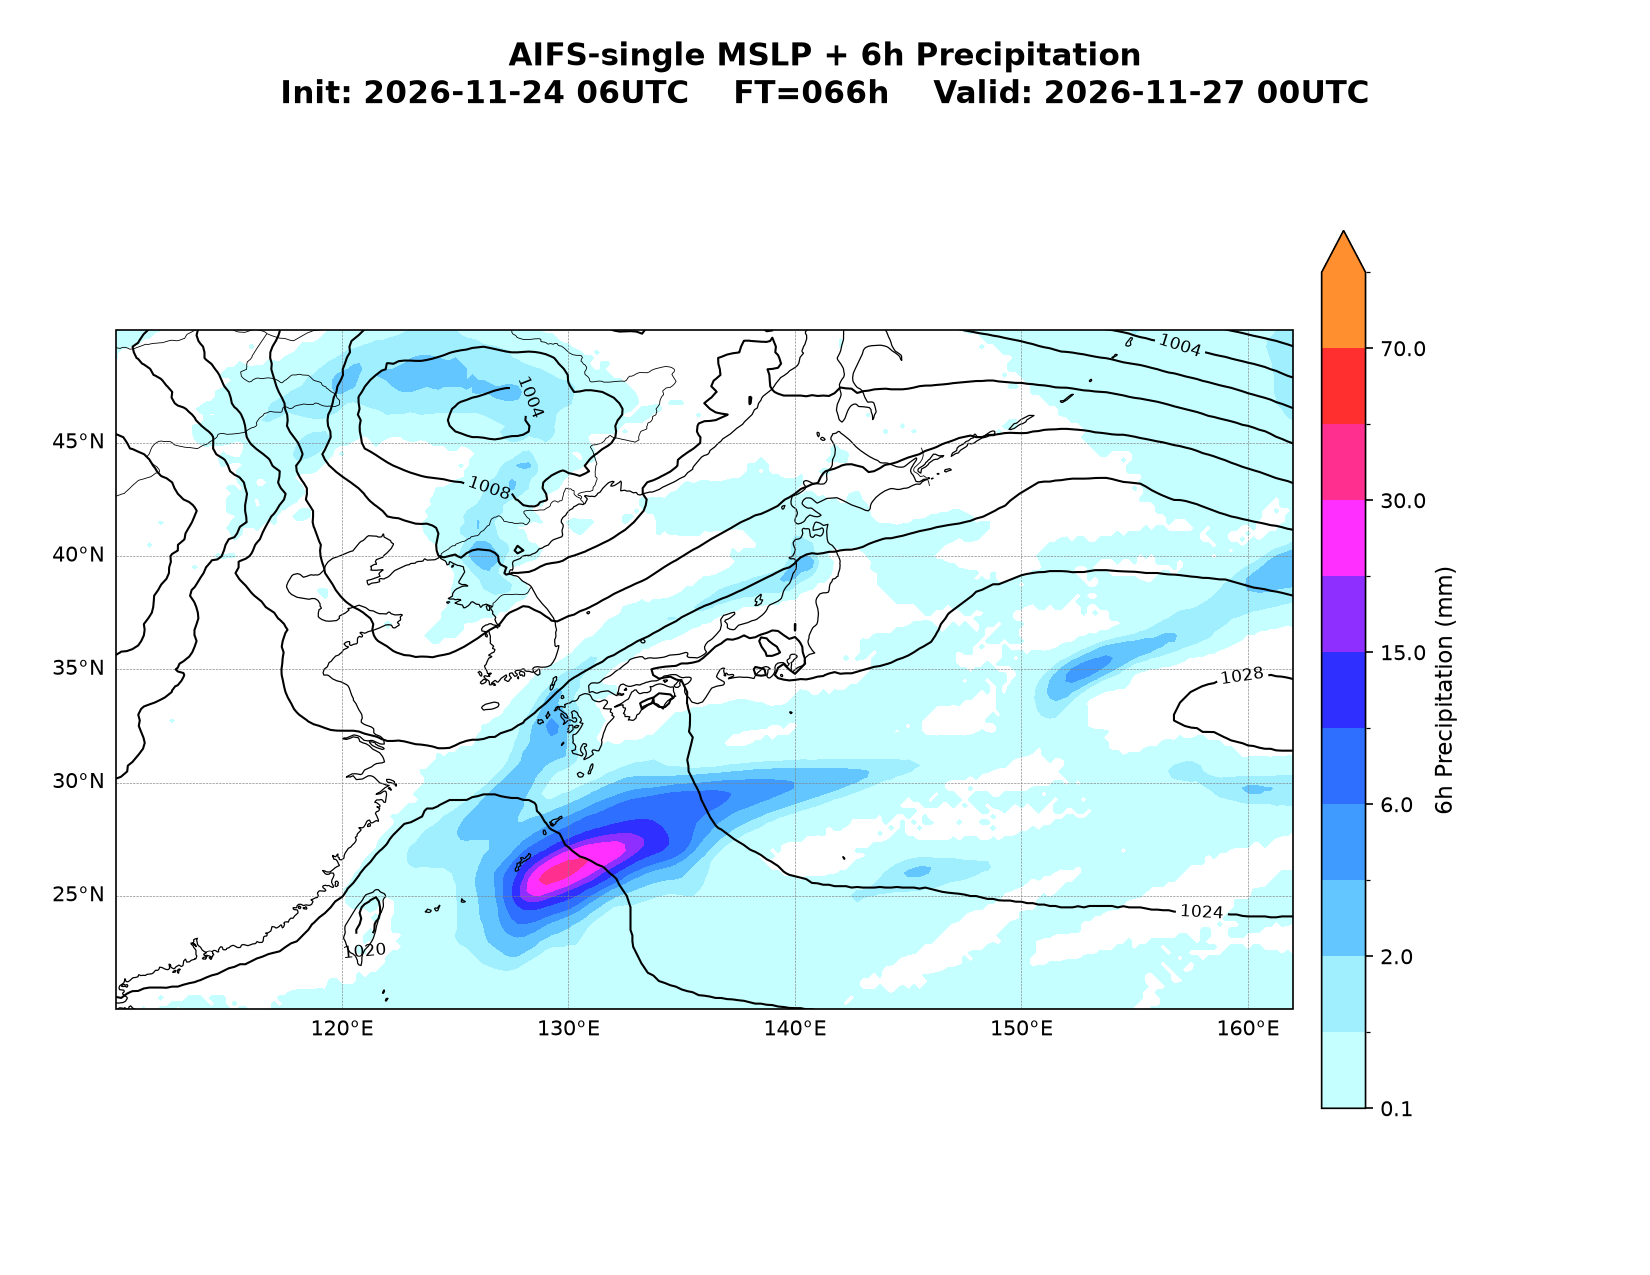 AIFS-single MSLP + 6h Precipitation
Init: 2026-11-24 06UTC    FT=066h    Valid: 2026-11-27 00UTC
1004
1004
1008
1028
1024
1020
45°N
40°N
35°N
30°N
25°N
120°E
130°E
140°E
150°E
160°E
70.0
30.0
15.0
6.0
2.0
0.1
6h Precipitation (mm)